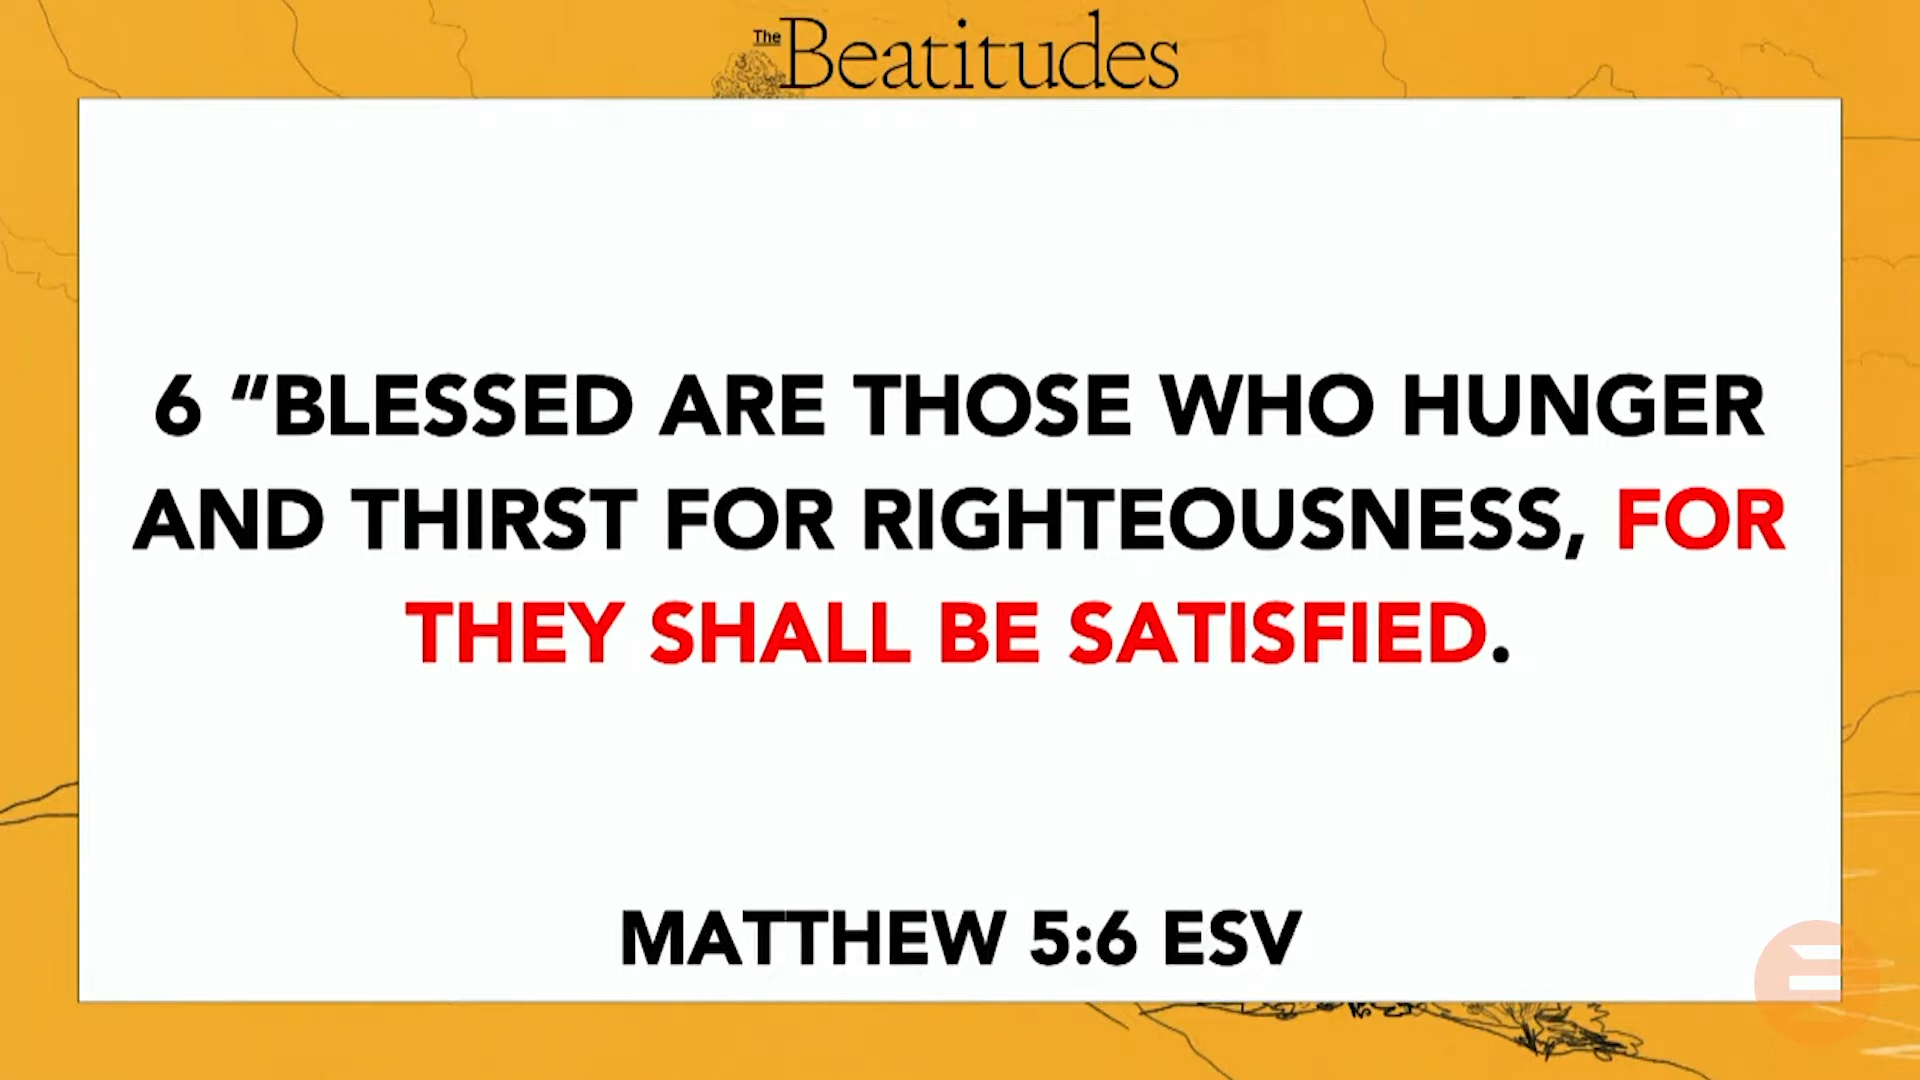 The Beatitudes
6 “BLESSED ARE THOSE WHO HUNGER
AND THIRST FOR RIGHTEOUSNESS, FOR
THEY SHALL BE SATISFIED.
MATTHEW 5:6 ESV